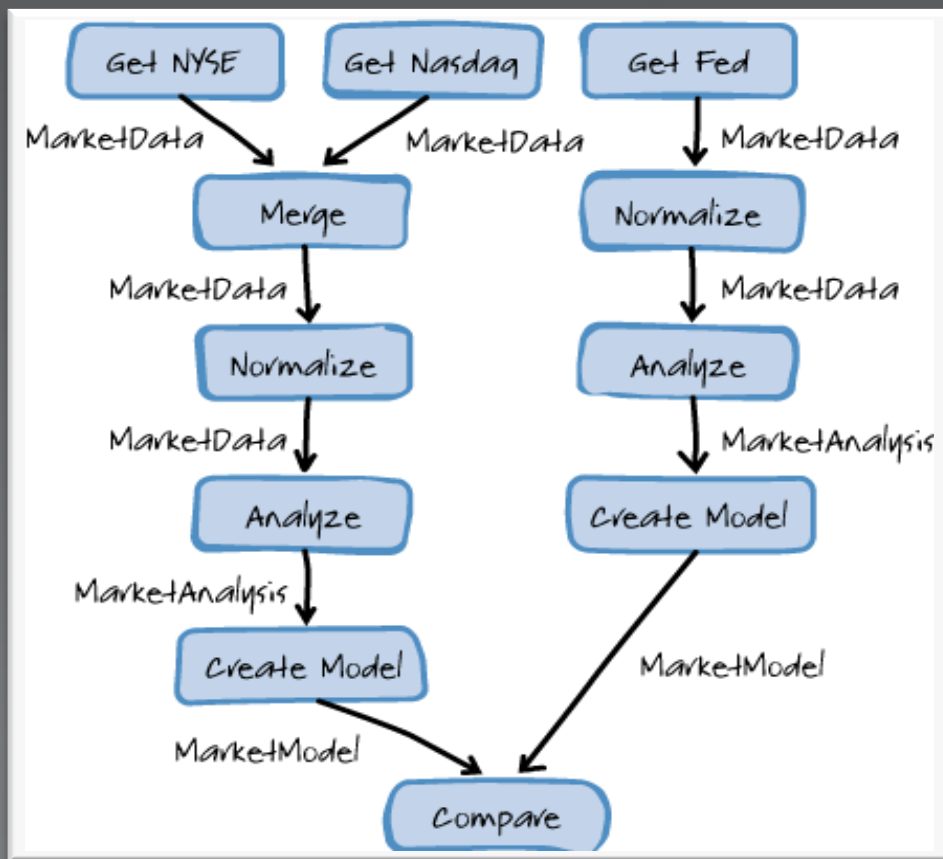 Get NYSE
Get Nasdaq
Get Fed
MarketData
MarketData
MarketData
Merge
Normalize
MarketData
MarketData
Normalize
Analyze
MarketData
MarketAnalysis
Analyze
Create Model
MarketAnalysis
Create Model
MarketModel
MarketModel
Compare